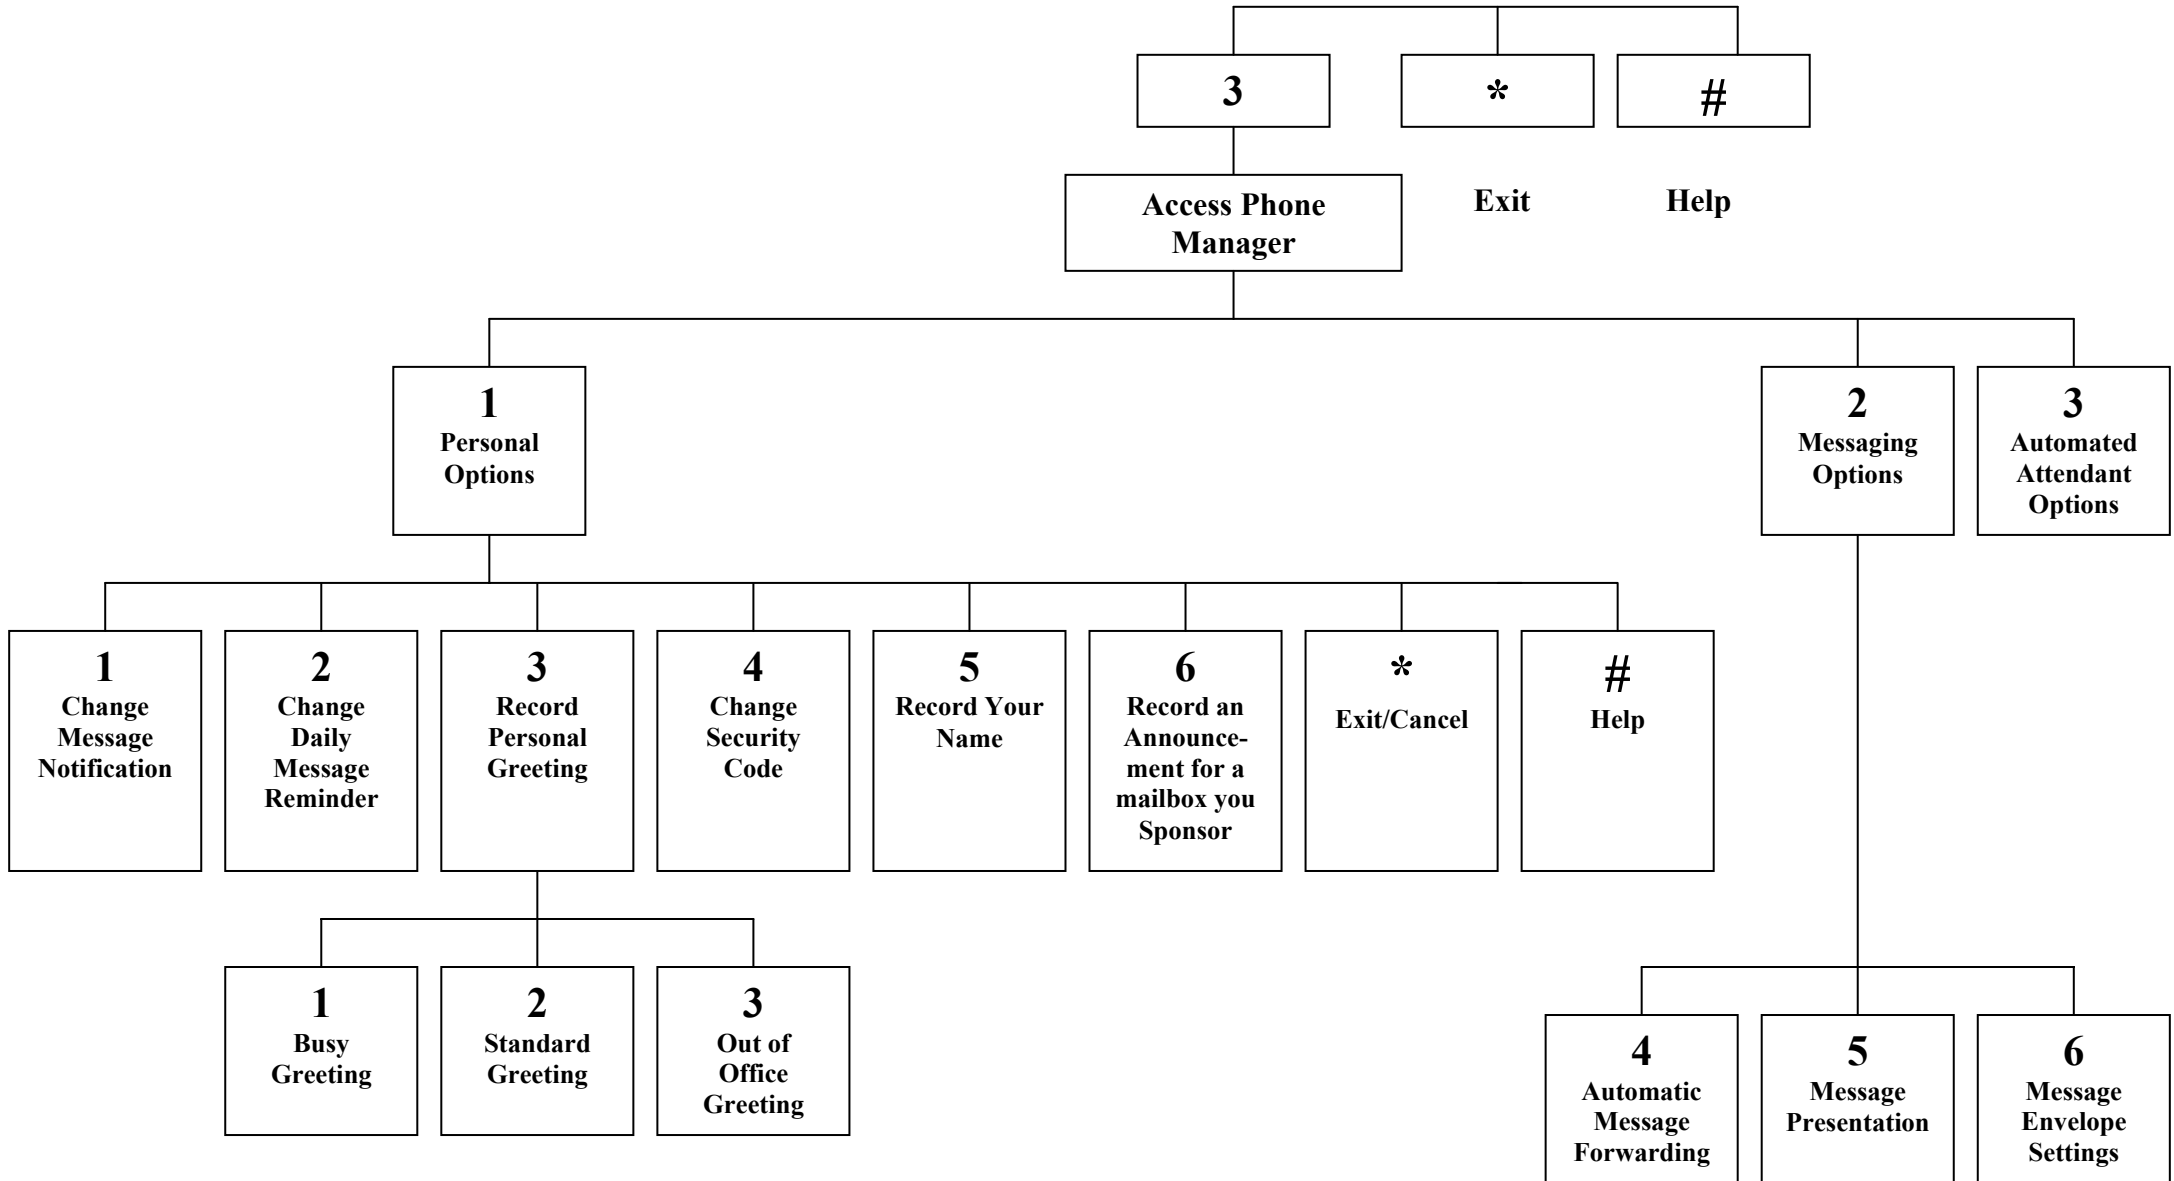 3
*
#
Access Phone
Manager
Exit
Help
1
Personal
Options
2
Messaging
Options
3
Automated
Attendant
Options
1
Change
Message
Notification
2
Change
Daily
Message
Reminder
3
Record
Personal
Greeting
4
Change
Security
Code
5
Record Your
Name
6
Record an
Announce-
ment for a
mailbox you
Sponsor
*
Exit/Cancel
#
Help
1
Busy
Greeting
2
Standard
Greeting
3
Out of
Office
Greeting
4
Automatic
Message
Forwarding
5
Message
Presentation
6
Message
Envelope
Settings